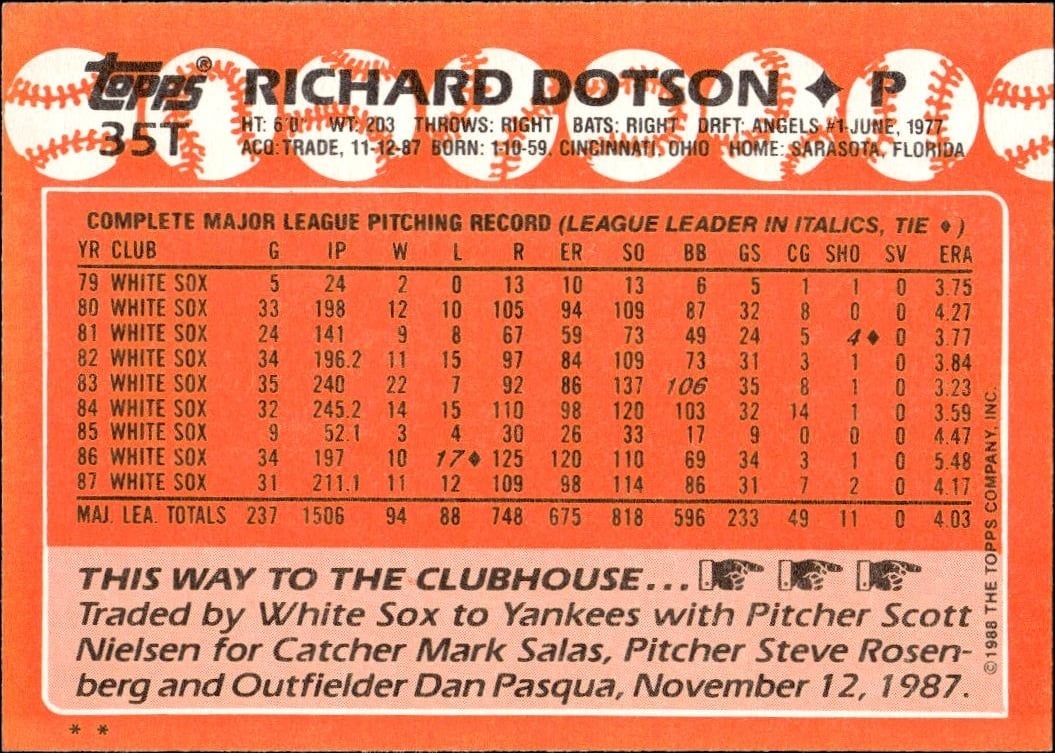 topps® RICHARD DOTSON ♦ P
35T
HT: 6'0" WT: 203 THROWS: RIGHT BATS: RIGHT DRFT: ANGELS #1-JUNE, 1977
ACQ: TRADE, 11-12-87 BORN: 1-10-59, CINCINNATI, OHIO HOME: SARASOTA, FLORIDA
COMPLETE MAJOR LEAGUE PITCHING RECORD (LEAGUE LEADER IN ITALICS, TIE ♦)
YR CLUB G IP W L R ER SO BB GS CG SHO SV ERA
79 WHITE SOX 5 24 2 0 13 10 13 6 5 1 1 0 3.75
80 WHITE SOX 33 198 12 10 105 94 109 87 32 8 0 0 4.27
81 WHITE SOX 24 141 9 8 67 59 73 49 24 5 4♦ 0 3.77
82 WHITE SOX 34 196.2 11 15 97 84 109 73 31 3 1 0 3.84
83 WHITE SOX 35 240 22 7 92 86 137 106 35 8 1 0 3.23
84 WHITE SOX 32 245.2 14 15 110 98 120 103 32 14 1 0 3.59
85 WHITE SOX 9 52.1 3 4 30 26 33 17 9 0 0 0 4.47
86 WHITE SOX 34 197 10 17♦ 125 120 110 69 34 3 1 0 5.48
87 WHITE SOX 31 211.1 11 12 109 98 114 86 31 7 2 0 4.17
MAJ. LEA. TOTALS 237 1506 94 88 748 675 818 596 233 49 11 0 4.03
THIS WAY TO THE CLUBHOUSE...
Traded by White Sox to Yankees with Pitcher Scott
Nielsen for Catcher Mark Salas, Pitcher Steve Rosen-
berg and Outfielder Dan Pasqua, November 12, 1987.
©1988 THE TOPPS COMPANY, INC.
* *